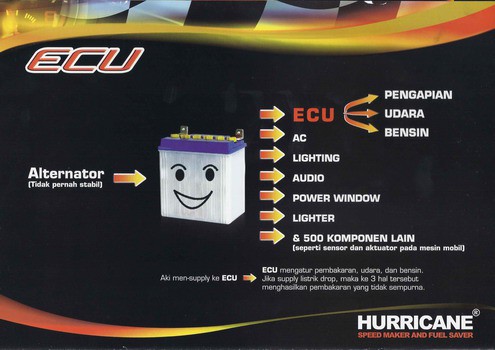 ECU
Alternator
(Tidak pernah stabil)
ECU
PENGAPIAN
UDARA
BENSIN
AC
LIGHTING
AUDIO
POWER WINDOW
LIGHTER
& 500 KOMPONEN LAIN
(seperti sensor dan aktuator pada mesin mobil)
Aki men-supply ke ECU
ECU mengatur pembakaran, udara, dan bensin.
Jika supply listrik drop, maka ke 3 hal tersebut
menghasilkan pembakaran yang tidak sempurna.
HURRICANE®
SPEED MAKER AND FUEL SAVER